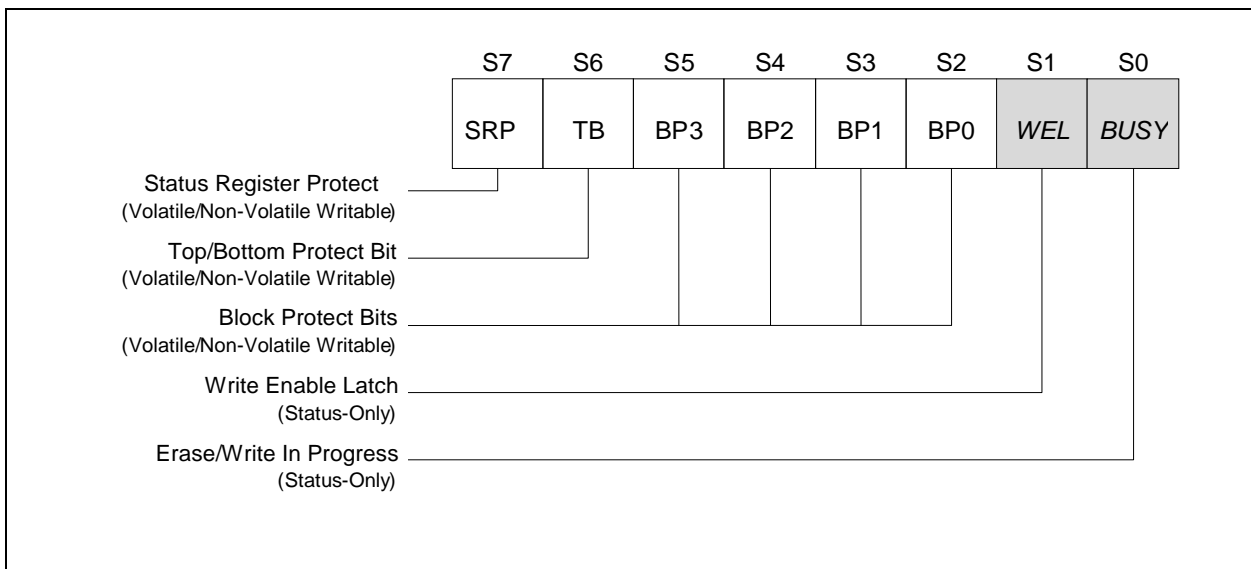 S7 S6 S5 S4 S3 S2 S1 S0
SRP TB BP3 BP2 BP1 BP0 WEL BUSY
Status Register Protect
(Volatile/Non-Volatile Writable)
Top/Bottom Protect Bit
(Volatile/Non-Volatile Writable)
Block Protect Bits
(Volatile/Non-Volatile Writable)
Write Enable Latch
(Status-Only)
Erase/Write In Progress
(Status-Only)